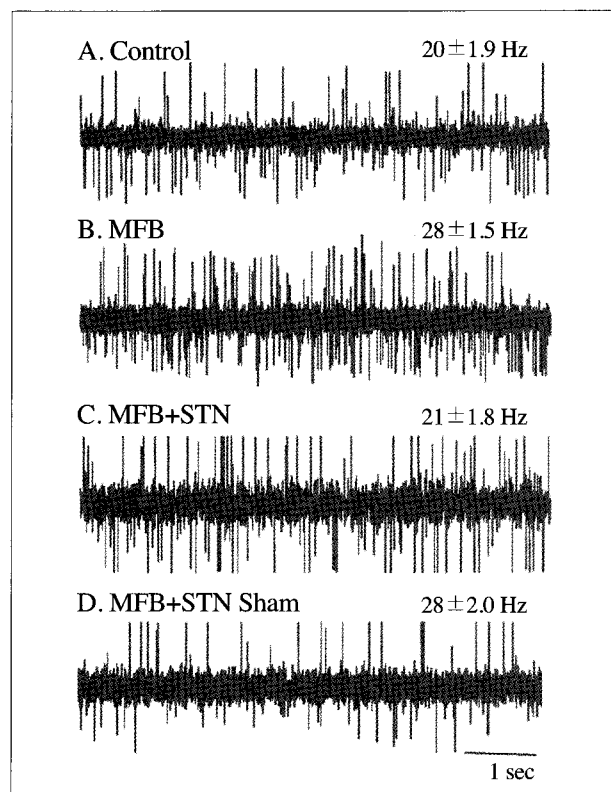 A. Control 20±1.9 Hz
B. MFB 28±1.5 Hz
C. MFB+STN 21±1.8 Hz
D. MFB+STN Sham 28±2.0 Hz
1 sec